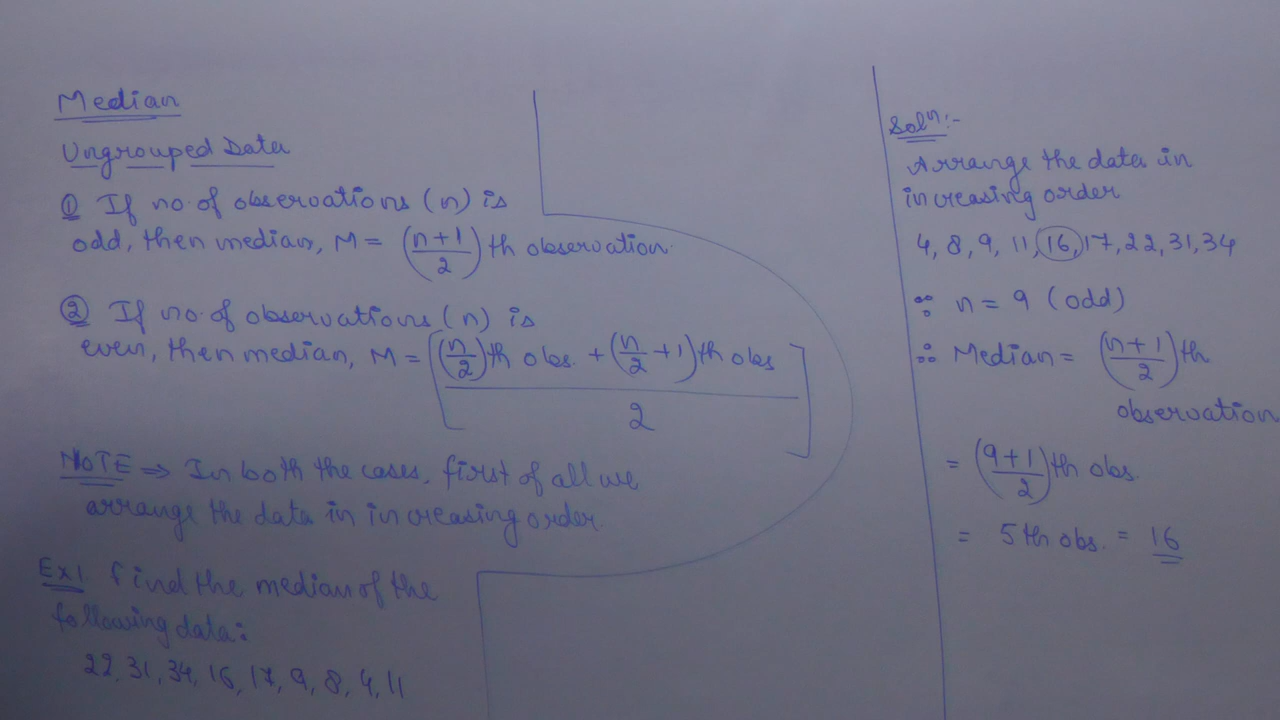 Median
Ungrouped Data
① If no. of observations (n) is
odd, then median, M = ((n+1)/2)th observation.
② If no. of observations (n) is
even, then median, M = [((n/2)th obs. + (n/2 + 1)th obs)/2]
NOTE ⇒ In both the cases, first of all we
arrange the data in increasing order.
Ex1. Find the median of the
following data:
22, 31, 34, 16, 17, 9, 8, 4, 11
Solⁿ:-
Arrange the data in
increasing order
4, 8, 9, 11, 16, 17, 22, 31, 34
∵ n = 9 (odd)
∴ Median = ((n+1)/2)th
observation
= ((9+1)/2)th obs.
= 5th obs. = 16